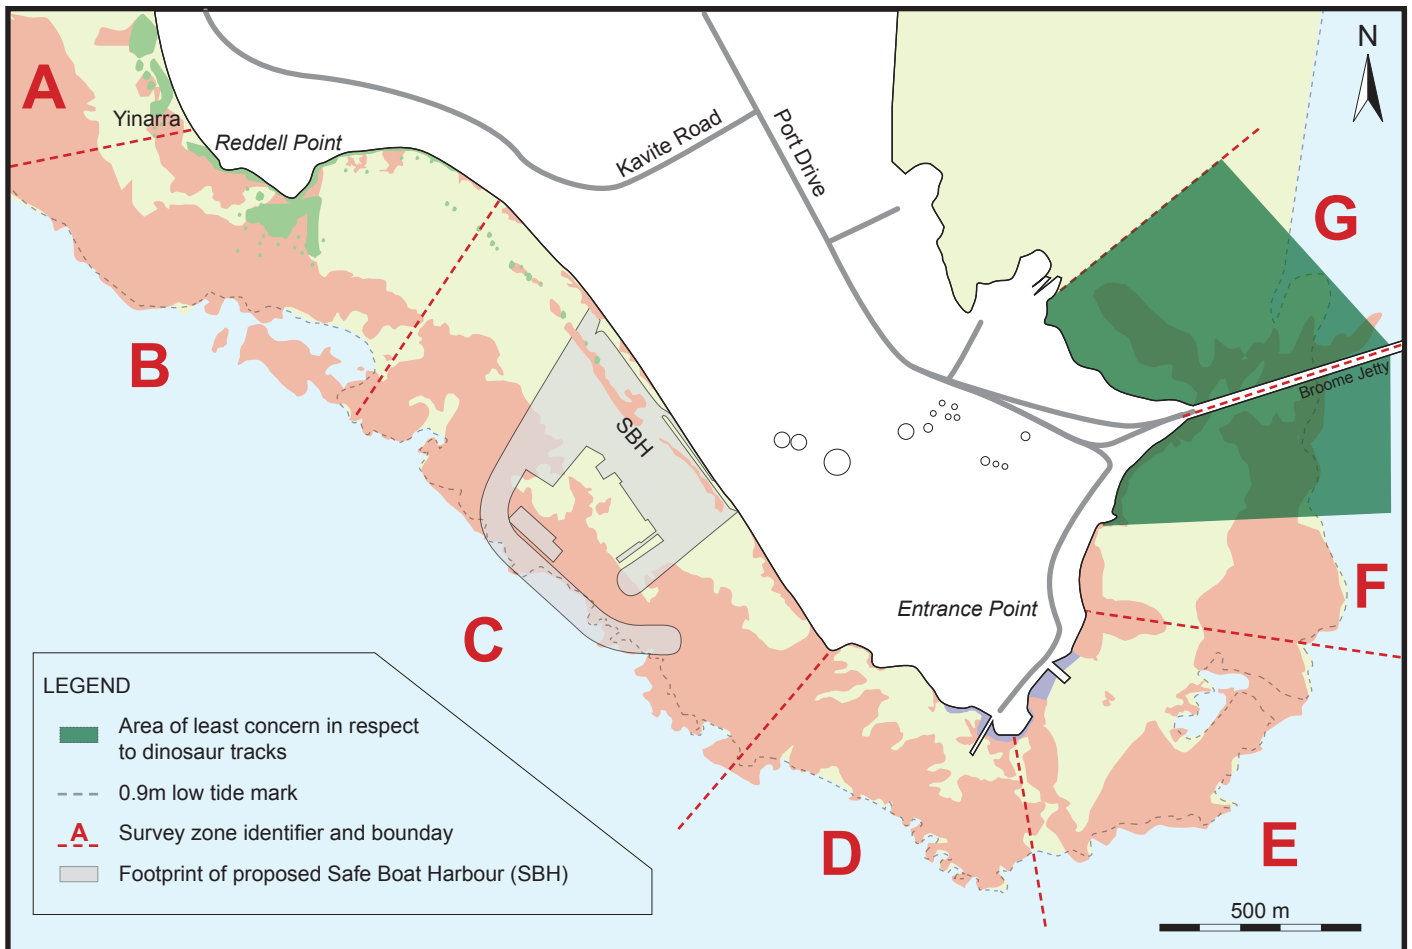 N
A
Yinarra
Reddell Point
Kavite Road
Port Drive
G
B
Broome Jetty
SBH
C
Entrance Point
F
D
E
LEGEND
Area of least concern in respect
to dinosaur tracks
0.9m low tide mark
A Survey zone identifier and bounday
Footprint of proposed Safe Boat Harbour (SBH)
500 m